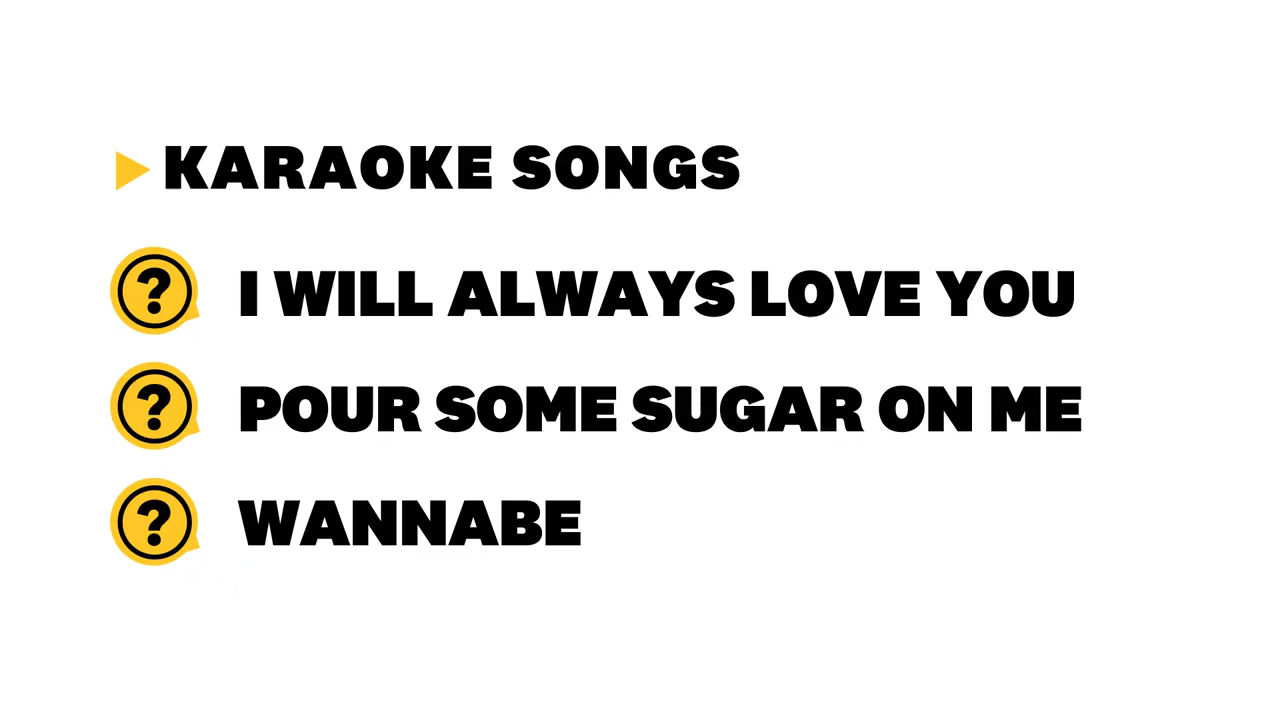 KARAOKE SONGS
? I WILL ALWAYS LOVE YOU
? POUR SOME SUGAR ON ME
? WANNABE